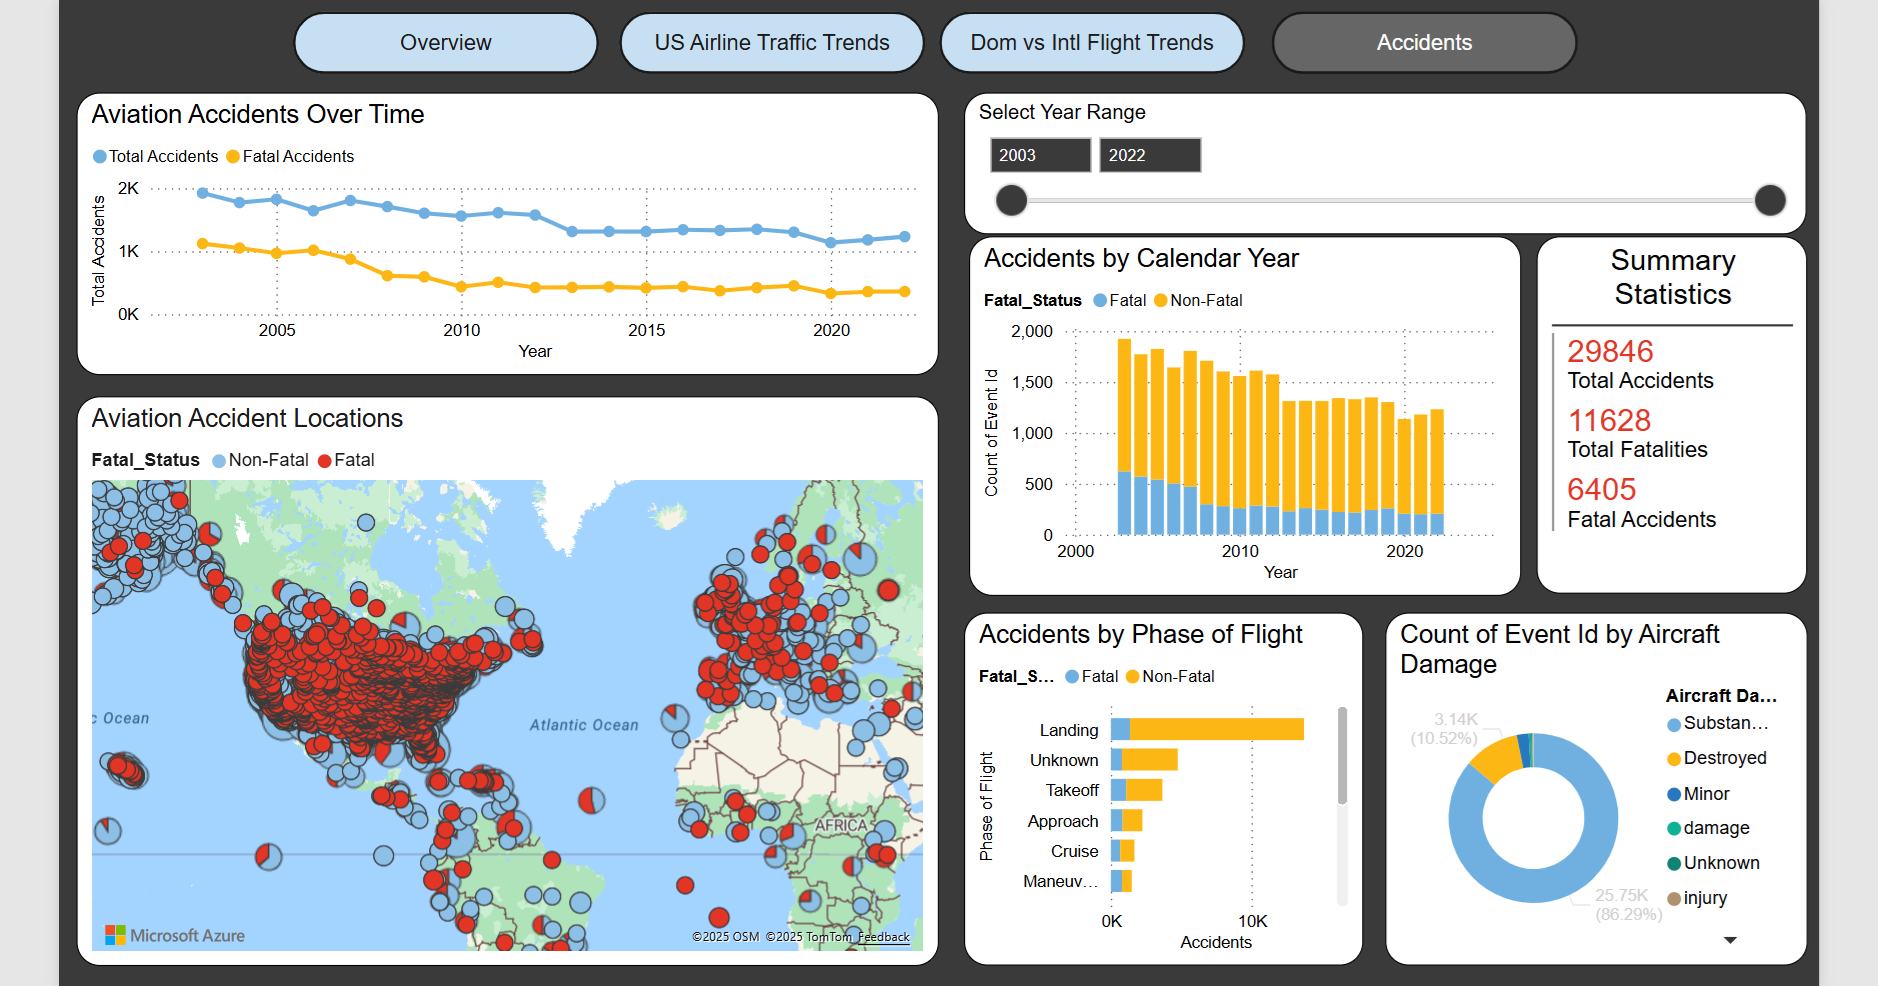 Overview
US Airline Traffic Trends
Dom vs Intl Flight Trends
Accidents
Aviation Accidents Over Time
Total Accidents
Fatal Accidents
Total Accidents
2K
1K
0K
2005
2010
2015
2020
Year
Select Year Range
2003
2022
Accidents by Calendar Year
Fatal_Status
Fatal
Non-Fatal
Count of Event Id
2,000
1,500
1,000
500
0
2000
2010
2020
Year
Summary
Statistics
29846
Total Accidents
11628
Total Fatalities
6405
Fatal Accidents
Aviation Accident Locations
Fatal_Status
Non-Fatal
Fatal
c Ocean
Atlantic Ocean
AFRICA
Microsoft Azure
©2025 OSM ©2025 TomTom Feedback
Accidents by Phase of Flight
Fatal_S...
Fatal
Non-Fatal
Phase of Flight
Landing
Unknown
Takeoff
Approach
Cruise
Maneuv...
0K
10K
Accidents
Count of Event Id by Aircraft
Damage
Aircraft Da...
Substan...
Destroyed
Minor
damage
Unknown
injury
3.14K
(10.52%)
25.75K
(86.29%)